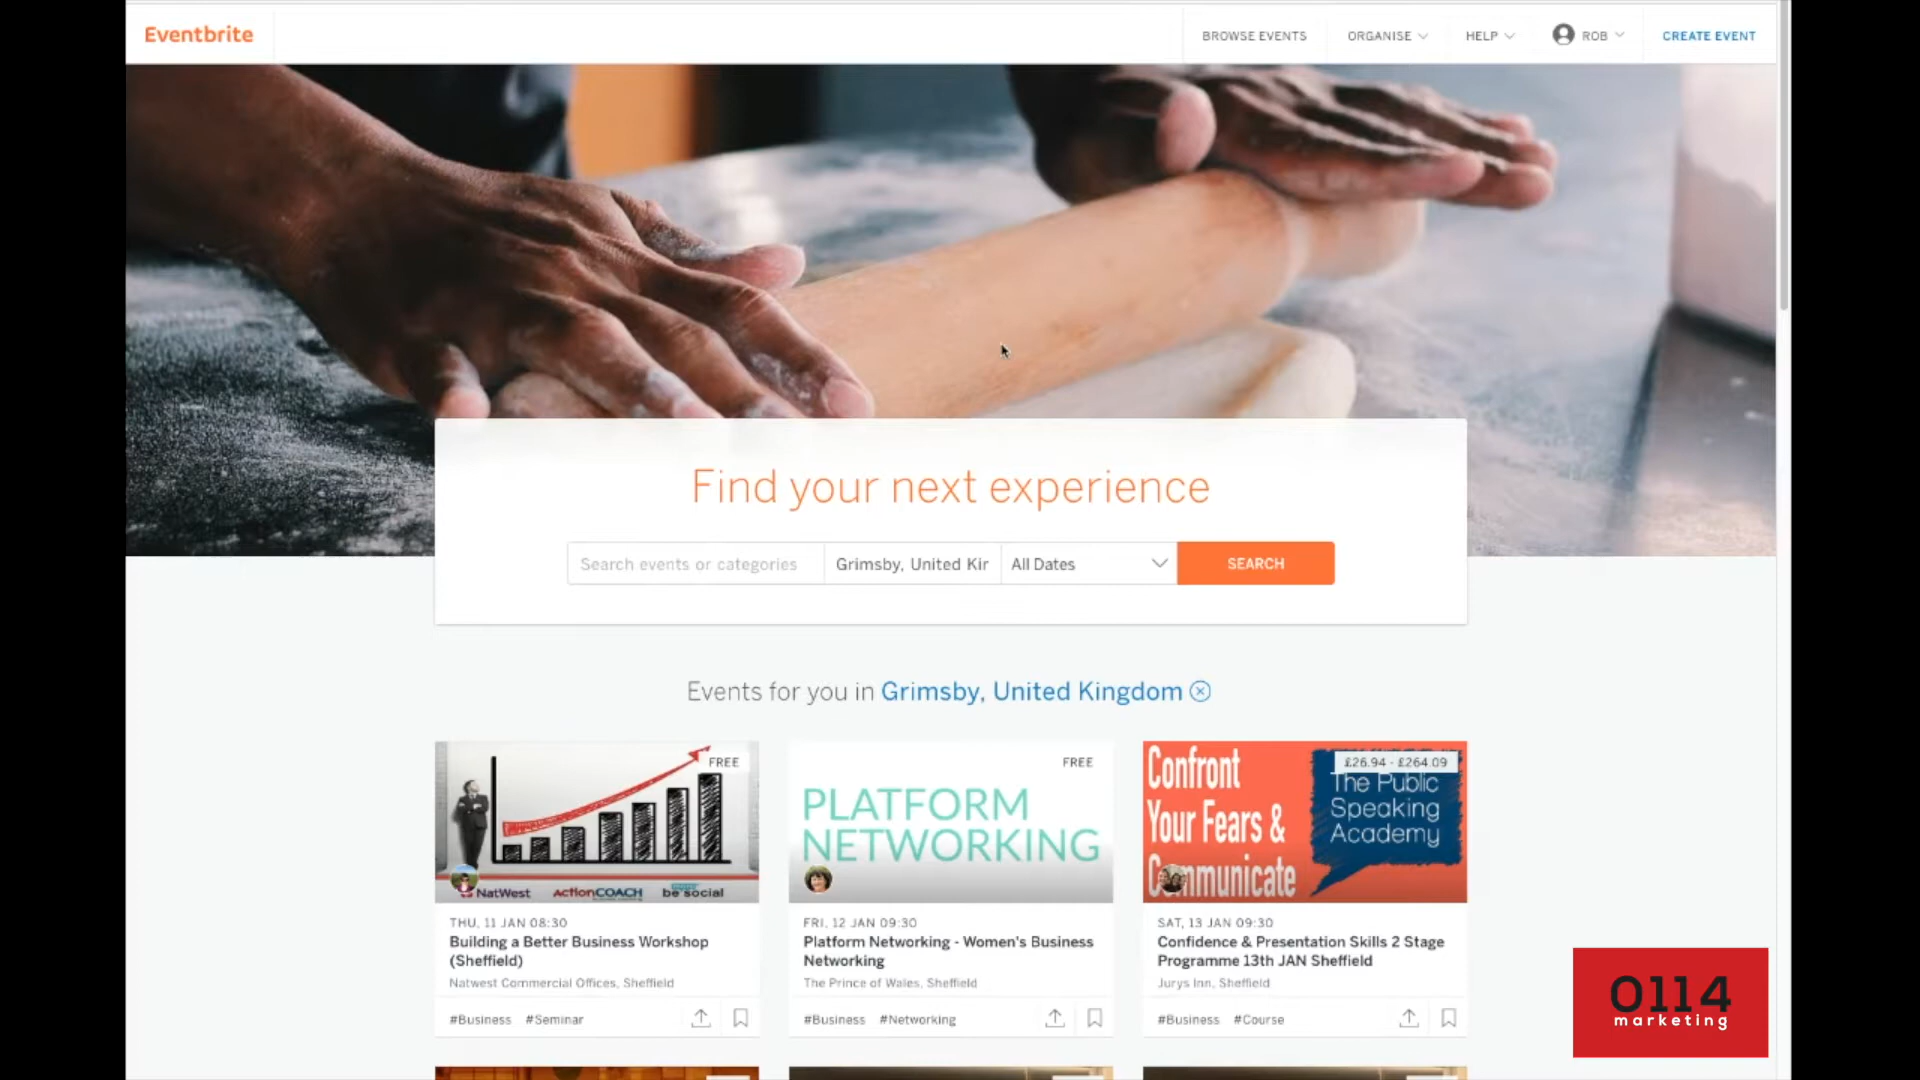 Eventbrite
BROWSE EVENTS
ORGANISE
HELP
ROB
CREATE EVENT
Find your next experience
Search events or categories
Grimsby, United Kir
All Dates
SEARCH
Events for you in Grimsby, United Kingdom
FREE
NatWest
ActionCOACH
be social
THU, 11 JAN 08:30
Building a Better Business Workshop
(Sheffield)
Natwest Commercial Offices, Sheffield
#Business #Seminar
FREE
PLATFORM
NETWORKING
FRI, 12 JAN 09:30
Platform Networking - Women's Business
Networking
The Prince of Wales, Sheffield
#Business #Networking
£26.94 - £264.09
Confront
Your Fears &
Communicate
The Public
Speaking
Academy
SAT, 13 JAN 09:30
Confidence & Presentation Skills 2 Stage
Programme 13th JAN Sheffield
Jurys Inn, Sheffield
#Business #Course
0114
marketing